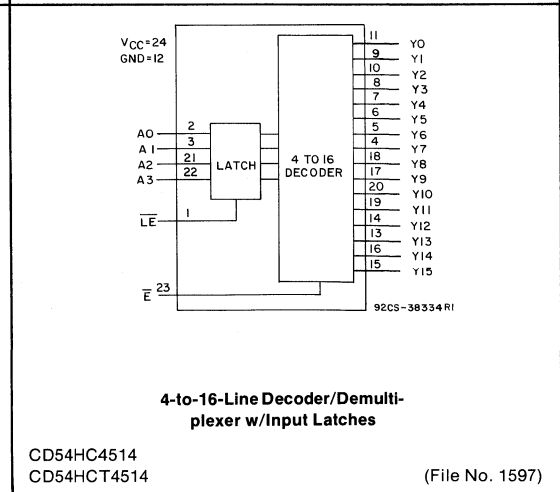 VCC=24
GND=12
A0 2
A1 3
A2 21
A3 22
LE 1
E 23
LATCH
4 TO 16
DECODER
11 Y0
9 Y1
10 Y2
8 Y3
7 Y4
6 Y5
5 Y6
4 Y7
18 Y8
17 Y9
20 Y10
19 Y11
14 Y12
13 Y13
16 Y14
15 Y15
92CS-38334R1
4-to-16-Line Decoder/Demulti-
plexer w/Input Latches
CD54HC4514
CD54HCT4514 (File No. 1597)